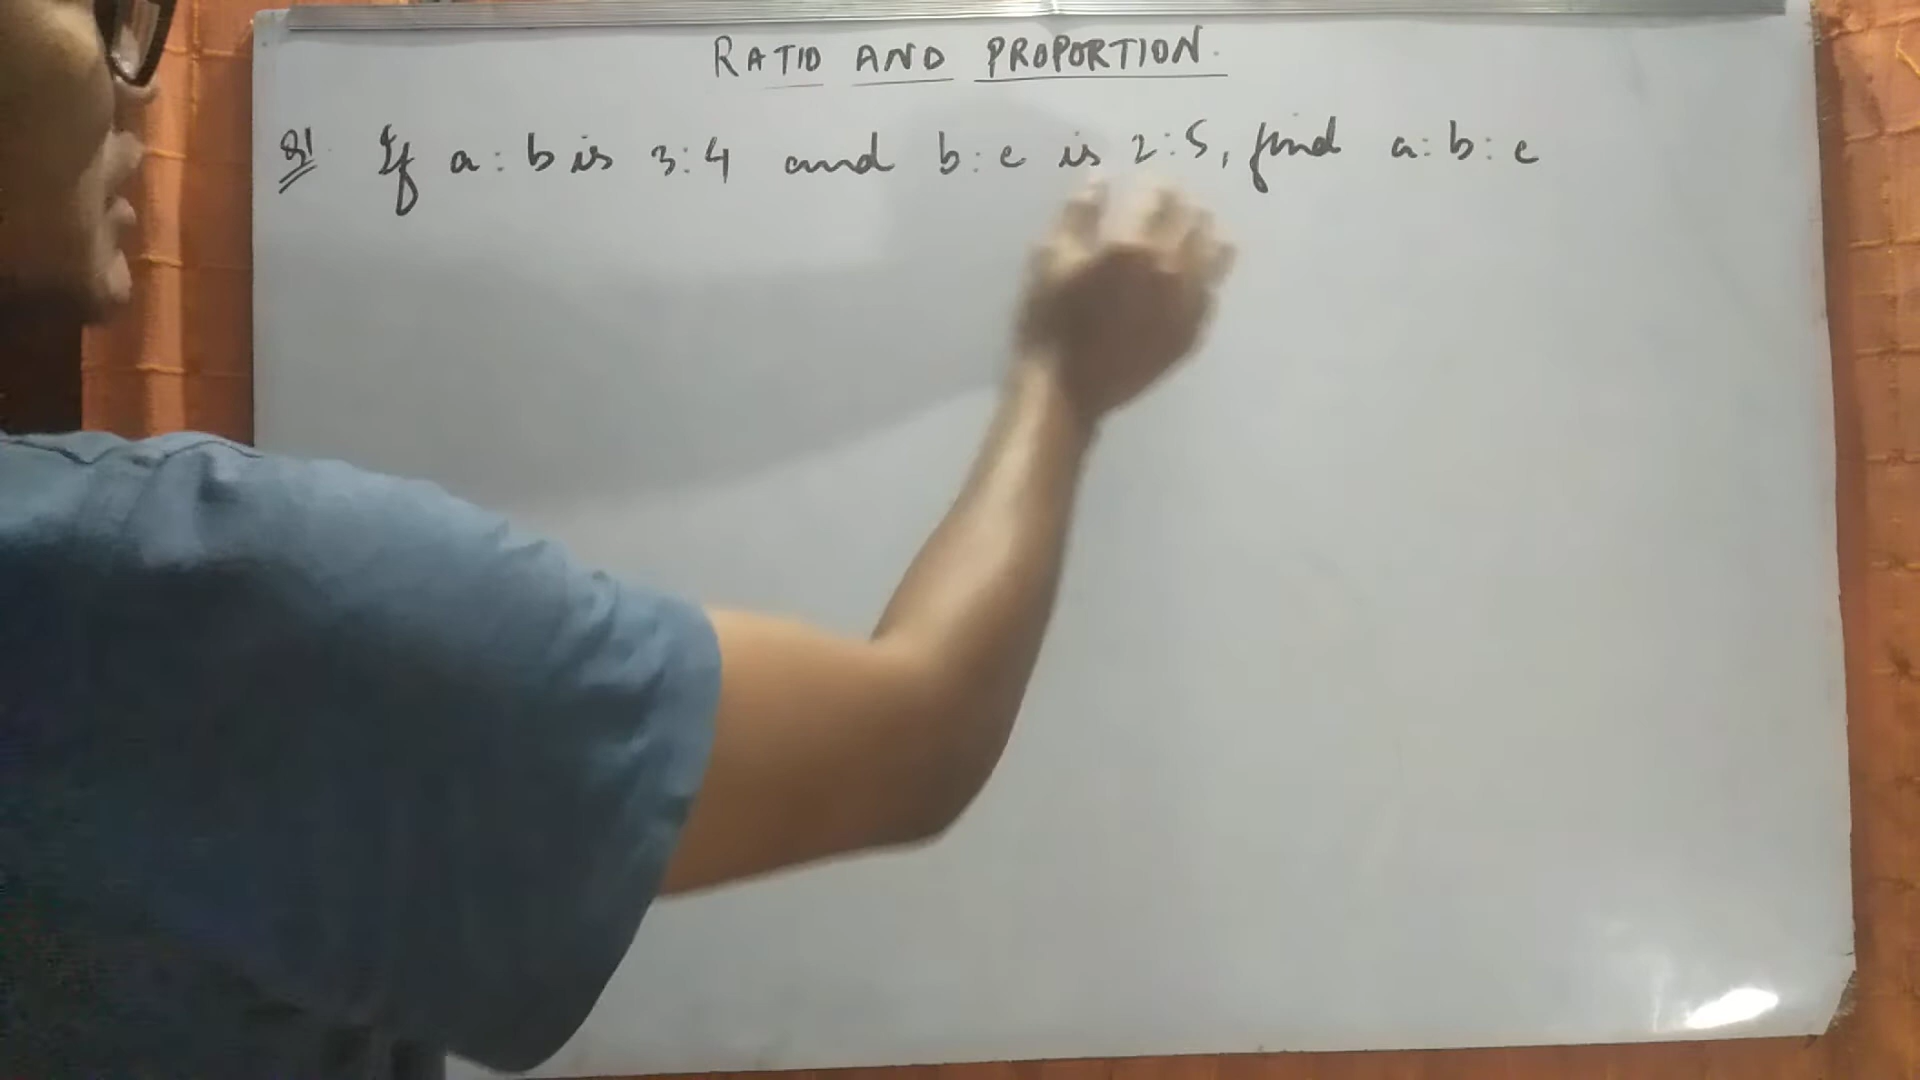 RATIO AND PROPORTION.
Q1 If a : b is 3 : 4 and b : c is 2 : 5, find a : b : c